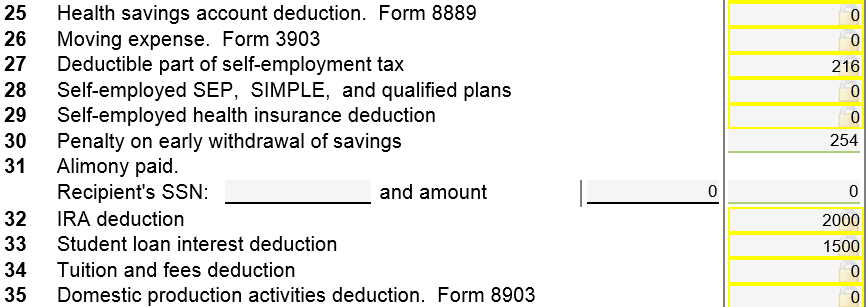 25 Health savings account deduction. Form 8889 0
26 Moving expense. Form 3903 0
27 Deductible part of self-employment tax 216
28 Self-employed SEP, SIMPLE, and qualified plans 0
29 Self-employed health insurance deduction 0
30 Penalty on early withdrawal of savings 254
31 Alimony paid.
Recipient's SSN: and amount 0 0
32 IRA deduction 2000
33 Student loan interest deduction 1500
34 Tuition and fees deduction 0
35 Domestic production activities deduction. Form 8903 0